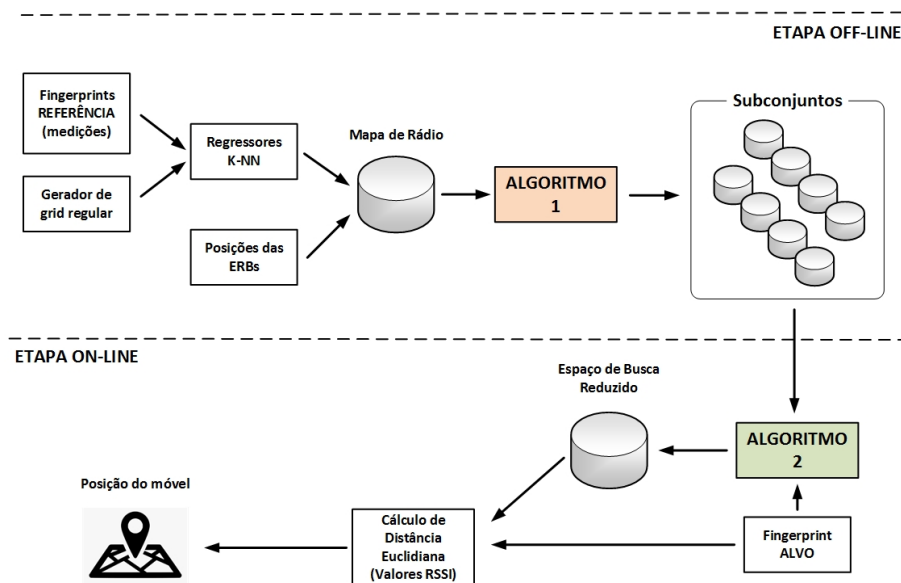 ETAPA OFF-LINE
Fingerprints
REFERÊNCIA
(medições)
Gerador de
grid regular
Regressores
K-NN
Posições das
ERBs
Mapa de Rádio
ALGORITMO
1
Subconjuntos
ETAPA ON-LINE
Espaço de Busca
Reduzido
ALGORITMO
2
Fingerprint
ALVO
Cálculo de
Distância
Euclidiana
(Valores RSSI)
Posição do móvel